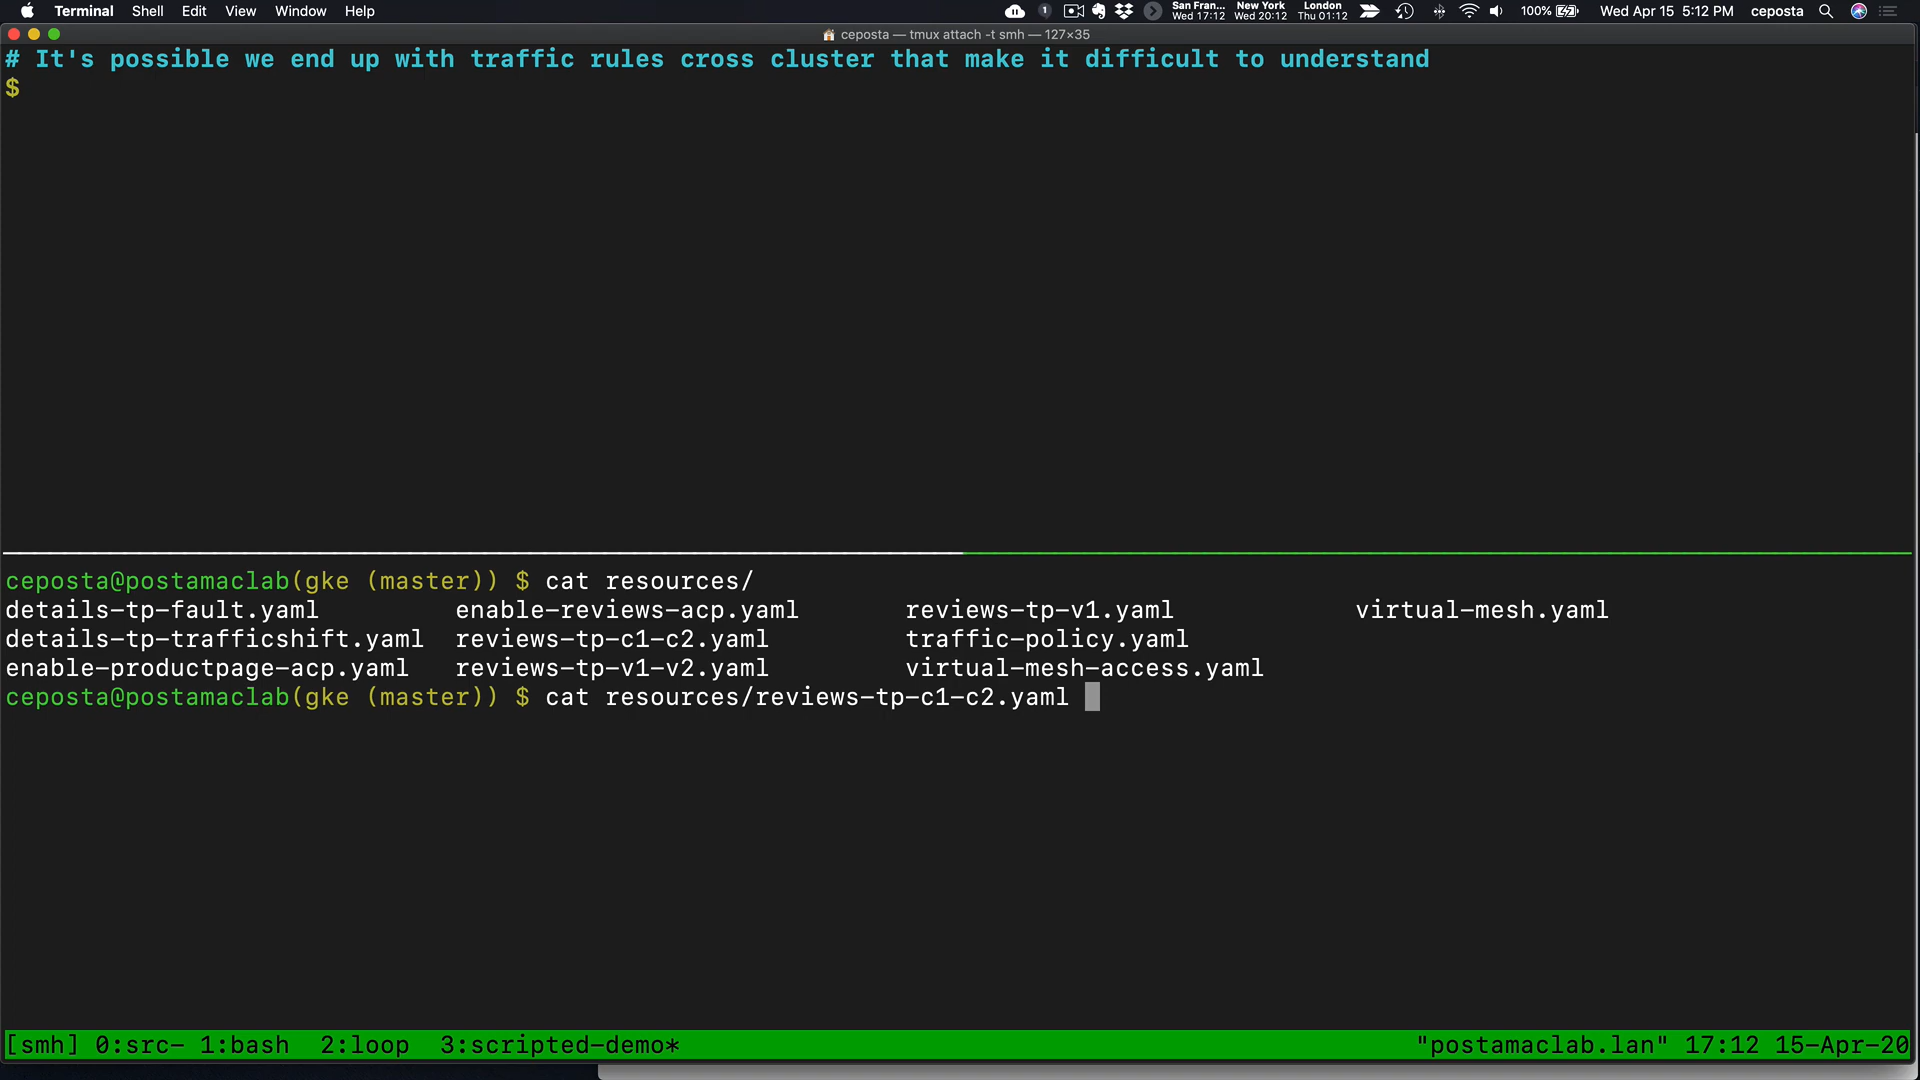 Terminal Shell Edit View Window Help 1 San Fran... Wed 17:12 New York Wed 20:12 London Thu 01:12 100% Wed Apr 15 5:12 PM ceposta
ceposta — tmux attach -t smh — 127×35
# It's possible we end up with traffic rules cross cluster that make it difficult to understand
$
ceposta@postamaclab(gke (master)) $ cat resources/
details-tp-fault.yaml enable-reviews-acp.yaml reviews-tp-v1.yaml virtual-mesh.yaml
details-tp-trafficshift.yaml reviews-tp-c1-c2.yaml traffic-policy.yaml
enable-productpage-acp.yaml reviews-tp-v1-v2.yaml virtual-mesh-access.yaml
ceposta@postamaclab(gke (master)) $ cat resources/reviews-tp-c1-c2.yaml
[smh] 0:src- 1:bash 2:loop 3:scripted-demo* "postamaclab.lan" 17:12 15-Apr-20